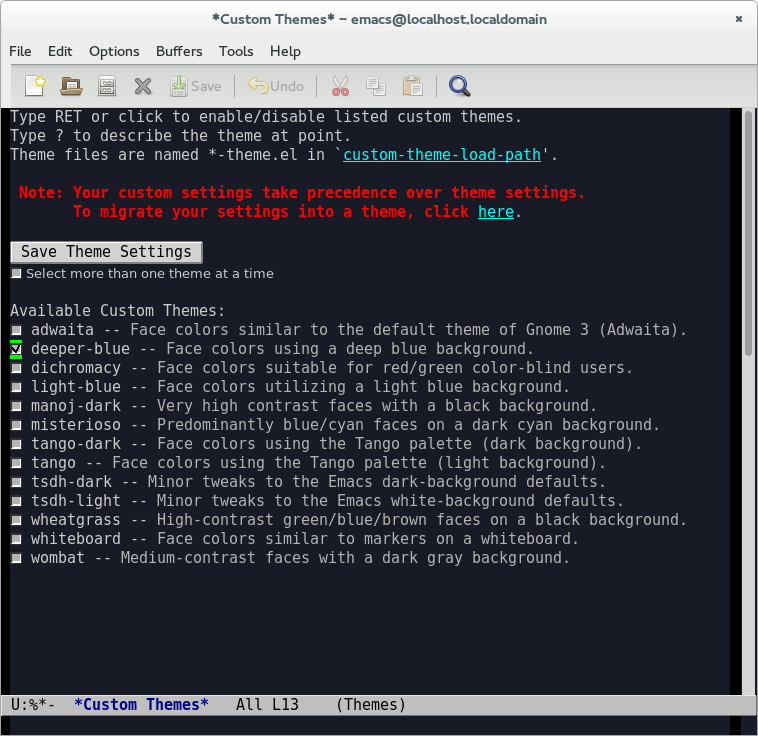 *Custom Themes* – emacs@localhost.localdomain
File Edit Options Buffers Tools Help
Save Undo
Type RET or click to enable/disable listed custom themes.
Type ? to describe the theme at point.
Theme files are named *-theme.el in `custom-theme-load-path'.
Note: Your custom settings take precedence over theme settings.
To migrate your settings into a theme, click here.
Save Theme Settings
Select more than one theme at a time
Available Custom Themes:
adwaita -- Face colors similar to the default theme of Gnome 3 (Adwaita).
deeper-blue -- Face colors using a deep blue background.
dichromacy -- Face colors suitable for red/green color-blind users.
light-blue -- Face colors utilizing a light blue background.
manoj-dark -- Very high contrast faces with a black background.
misterioso -- Predominantly blue/cyan faces on a dark cyan background.
tango-dark -- Face colors using the Tango palette (dark background).
tango -- Face colors using the Tango palette (light background).
tsdh-dark -- Minor tweaks to the Emacs dark-background defaults.
tsdh-light -- Minor tweaks to the Emacs white-background defaults.
wheatgrass -- High-contrast green/blue/brown faces on a black background.
whiteboard -- Face colors similar to markers on a whiteboard.
wombat -- Medium-contrast faces with a dark gray background.
U:%*- *Custom Themes* All L13 (Themes)